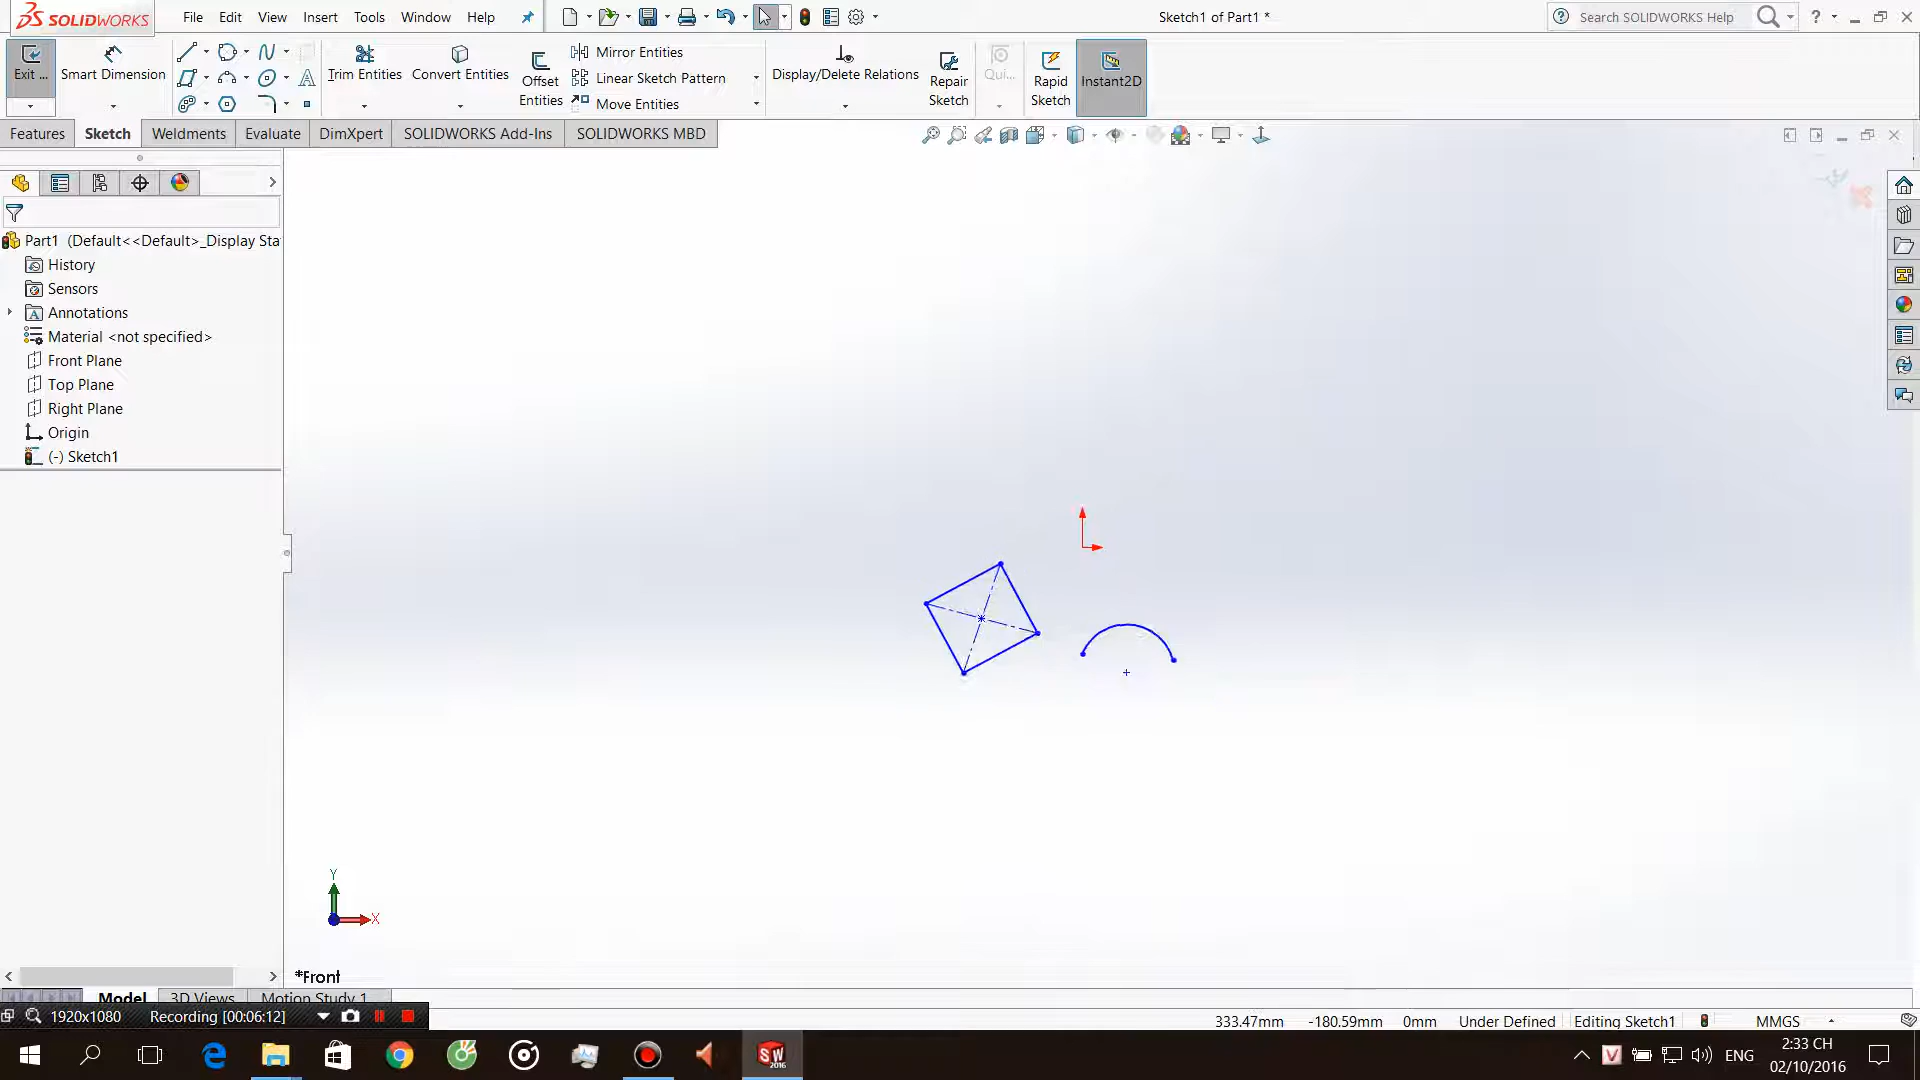 SOLIDWORKS File Edit View Insert Tools Window Help Sketch1 of Part1 * Search SOLIDWORKS Help ?
Exit ... Smart Dimension Trim Entities Convert Entities Offset Entities Mirror Entities Display/Delete Relations Repair Sketch Qui... Rapid Sketch Instant2D
Linear Sketch Pattern
Move Entities
Features Sketch Weldments Evaluate DimXpert SOLIDWORKS Add-Ins SOLIDWORKS MBD
Part1 (Default<<Default>_Display Sta
History
Sensors
A Annotations
Material <not specified>
Front Plane
Top Plane
Right Plane
Origin
(-) Sketch1
Y
X
*Front
Model 3D Views Motion Study 1
1920x1080 Recording [00:06:12]
333.47mm -180.59mm 0mm Under Defined Editing Sketch1 MMGS
SW 2016 V ENG 2:33 CH
02/10/2016